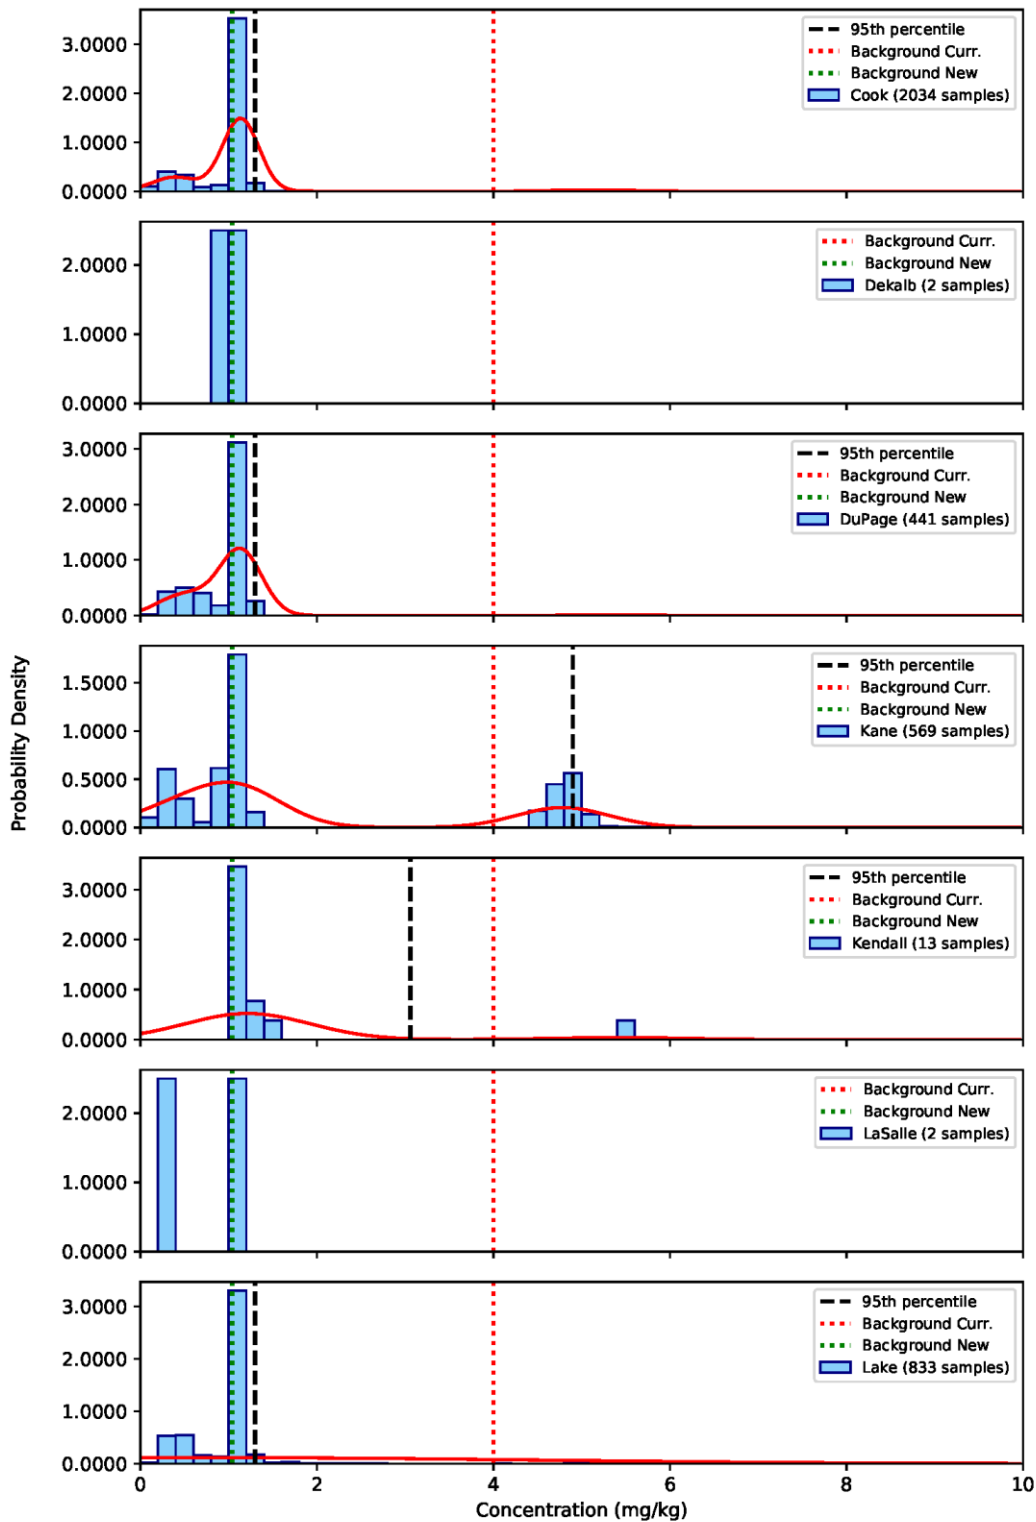 3.0000
2.0000
1.0000
0.0000
95th percentile
Background Curr.
Background New
Cook (2034 samples)
2.0000
1.0000
0.0000
Background Curr.
Background New
Dekalb (2 samples)
3.0000
2.0000
1.0000
0.0000
95th percentile
Background Curr.
Background New
DuPage (441 samples)
Probability Density
1.5000
1.0000
0.5000
0.0000
95th percentile
Background Curr.
Background New
Kane (569 samples)
3.0000
2.0000
1.0000
0.0000
95th percentile
Background Curr.
Background New
Kendall (13 samples)
2.0000
1.0000
0.0000
Background Curr.
Background New
LaSalle (2 samples)
3.0000
2.0000
1.0000
0.0000
95th percentile
Background Curr.
Background New
Lake (833 samples)
0 2 4 6 8 10
Concentration (mg/kg)